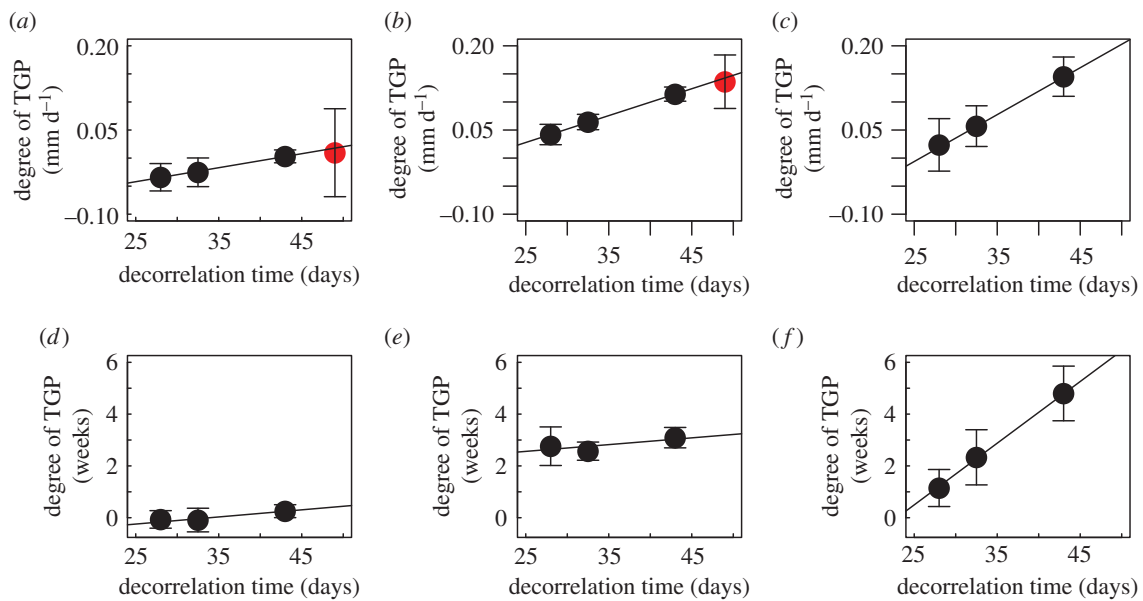 (a)
0.20
0.05
–0.10
degree of TGP
(mm d⁻¹)
25 35 45
decorrelation time (days)
(b)
0.20
0.05
–0.10
degree of TGP
(mm d⁻¹)
25 35 45
decorrelation time (days)
(c)
0.20
0.05
–0.10
degree of TGP
(mm d⁻¹)
25 35 45
decorrelation time (days)
(d)
6
4
2
0
degree of TGP
(weeks)
25 35 45
decorrelation time (days)
(e)
6
4
2
0
degree of TGP
(weeks)
25 35 45
decorrelation time (days)
(f)
6
4
2
0
degree of TGP
(weeks)
25 35 45
decorrelation time (days)